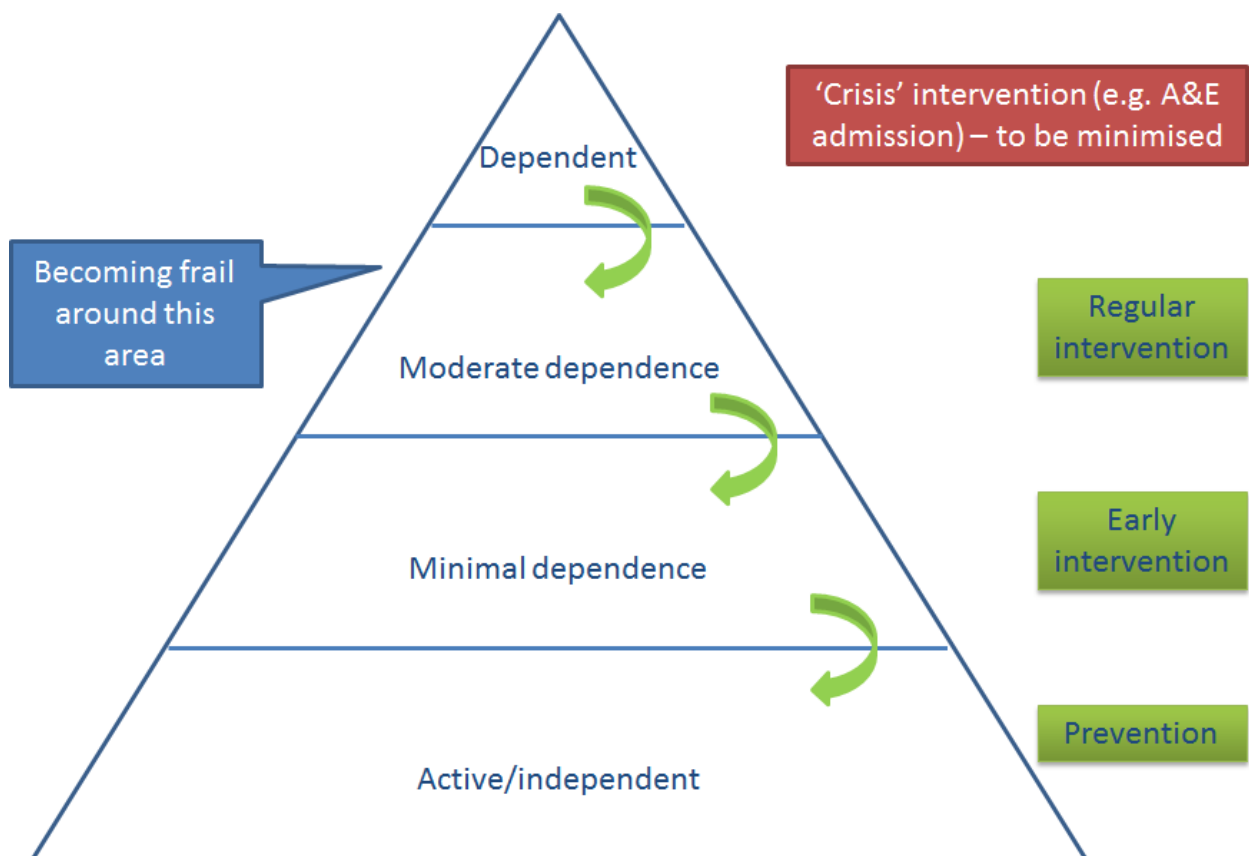 ‘Crisis’ intervention (e.g. A&E
admission) – to be minimised
Dependent
Becoming frail
around this
area
Regular
intervention
Moderate dependence
Early
intervention
Minimal dependence
Prevention
Active/independent